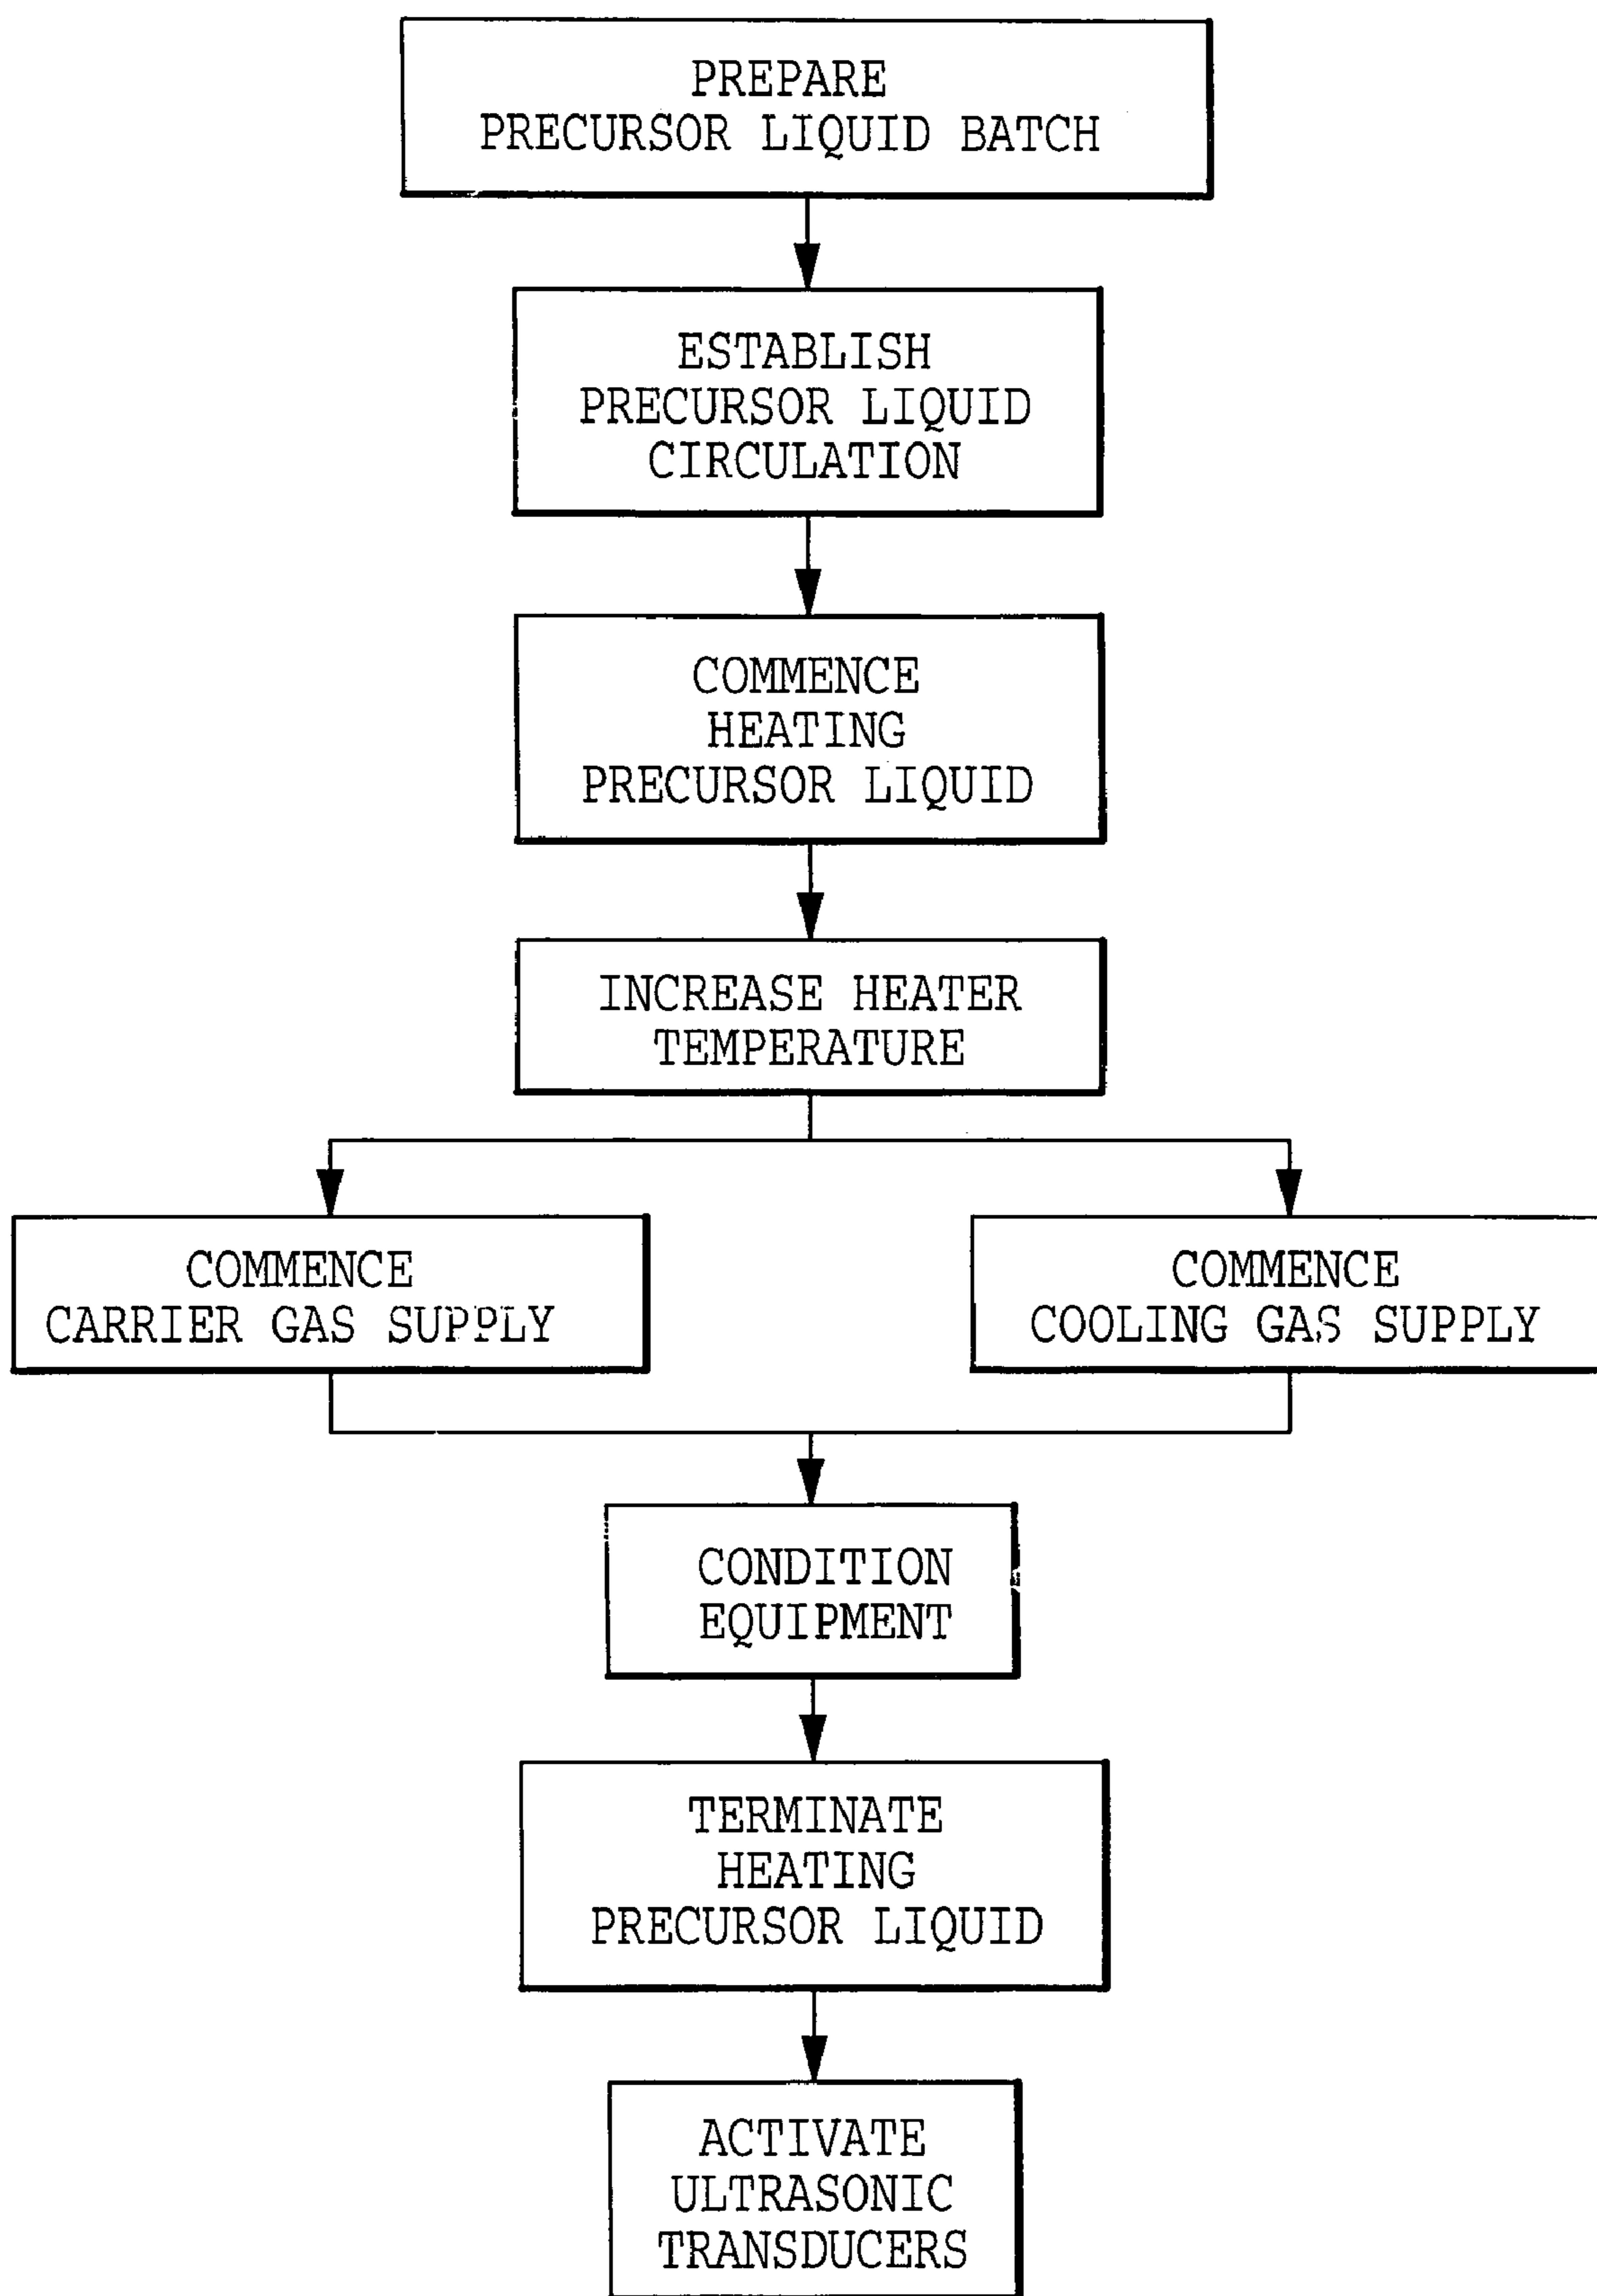 PREPARE
PRECURSOR LIQUID BATCH
ESTABLISH
PRECURSOR LIQUID
CIRCULATION
COMMENCE
HEATING
PRECURSOR LIQUID
INCREASE HEATER
TEMPERATURE
COMMENCE
CARRIER GAS SUPPLY
COMMENCE
COOLING GAS SUPPLY
CONDITION
EQUIPMENT
TERMINATE
HEATING
PRECURSOR LIQUID
ACTIVATE
ULTRASONIC
TRANSDUCERS